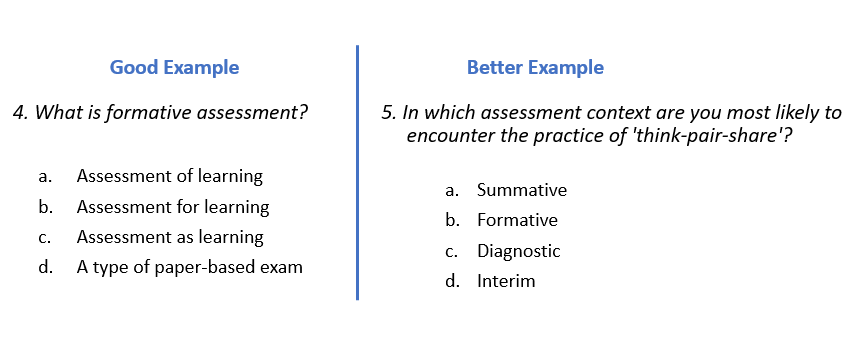 Good Example
4. What is formative assessment?
a. Assessment of learning
b. Assessment for learning
c. Assessment as learning
d. A type of paper-based exam
Better Example
5. In which assessment context are you most likely to
encounter the practice of 'think-pair-share'?
a. Summative
b. Formative
c. Diagnostic
d. Interim